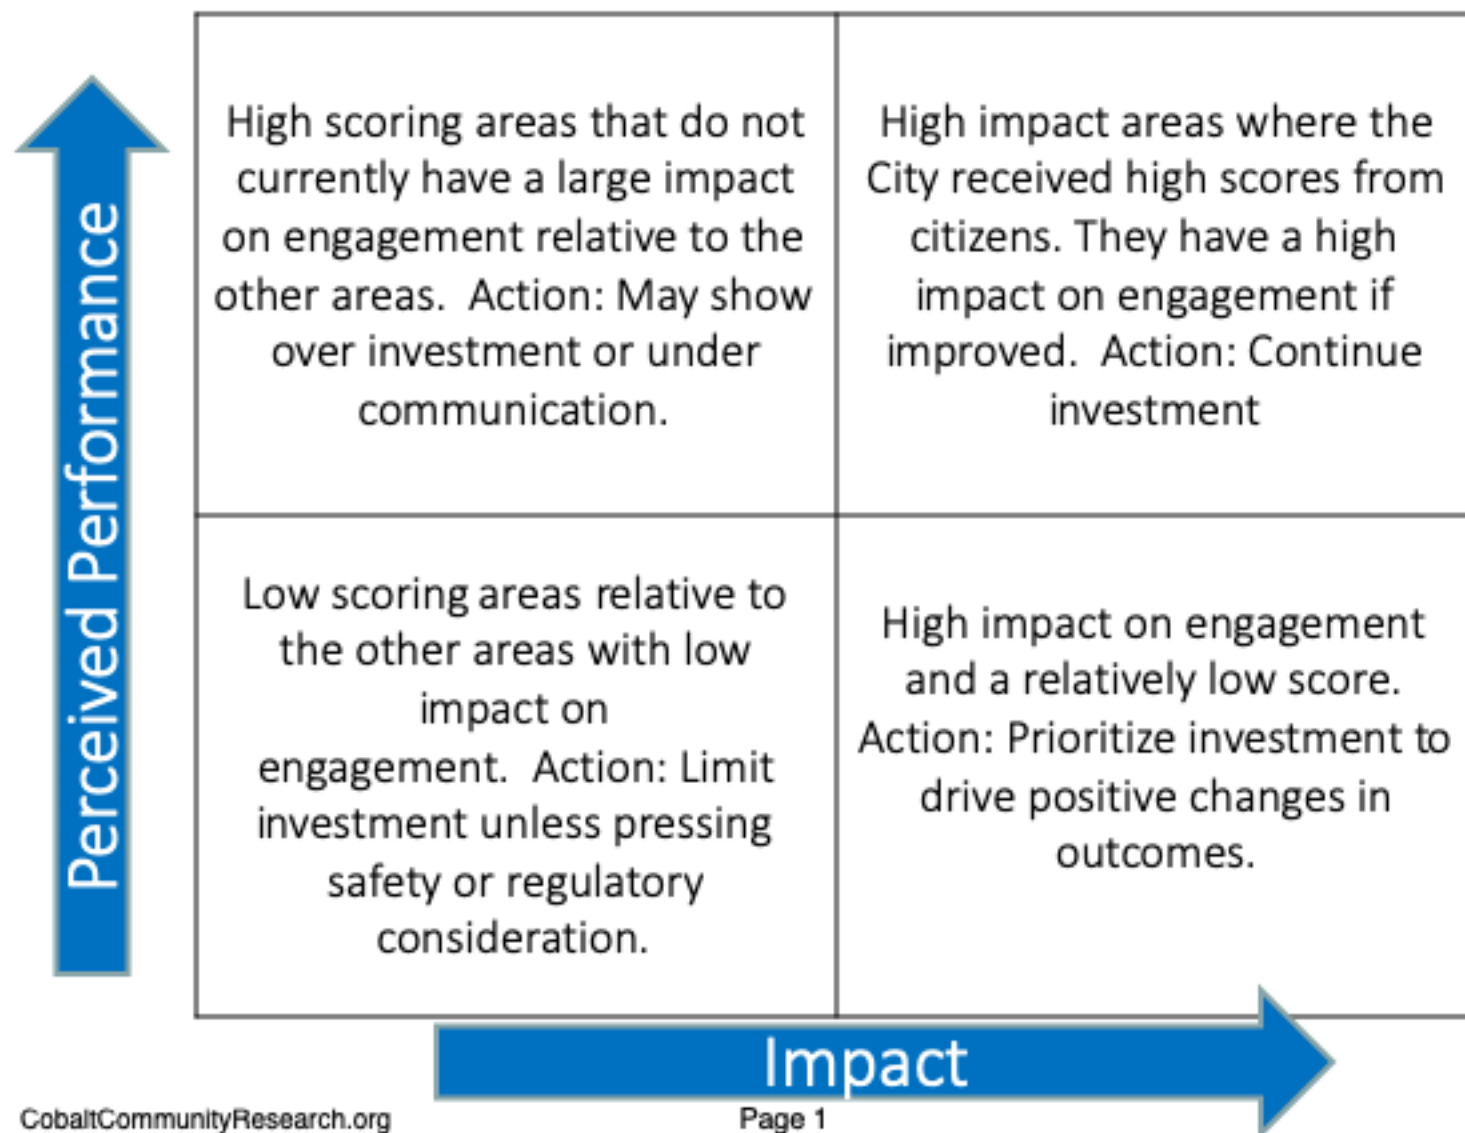 High scoring areas that do not
currently have a large impact
on engagement relative to the
other areas.  Action: May show
over investment or under
communication.
High impact areas where the
City received high scores from
citizens. They have a high
impact on engagement if
improved.  Action: Continue
investment
Perceived Performance
Low scoring areas relative to
the other areas with low
impact on
engagement.  Action: Limit
investment unless pressing
safety or regulatory
consideration.
High impact on engagement
and a relatively low score.
Action: Prioritize investment to
drive positive changes in
outcomes.
Impact
CobaltCommunityResearch.org
Page 1